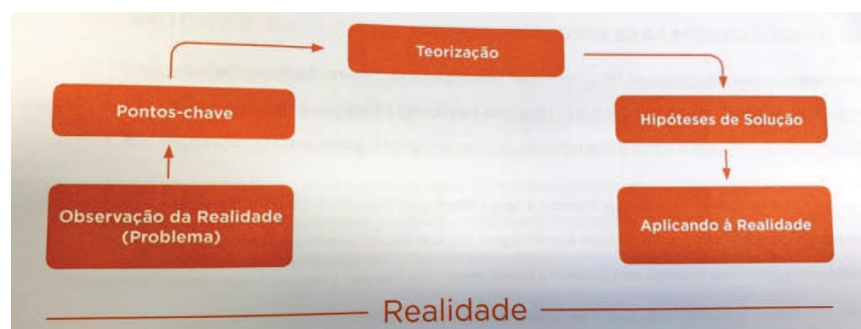 Teorização
Pontos-chave
Hipóteses de Solução
Observação da Realidade
(Problema)
Aplicando à Realidade
Realidade